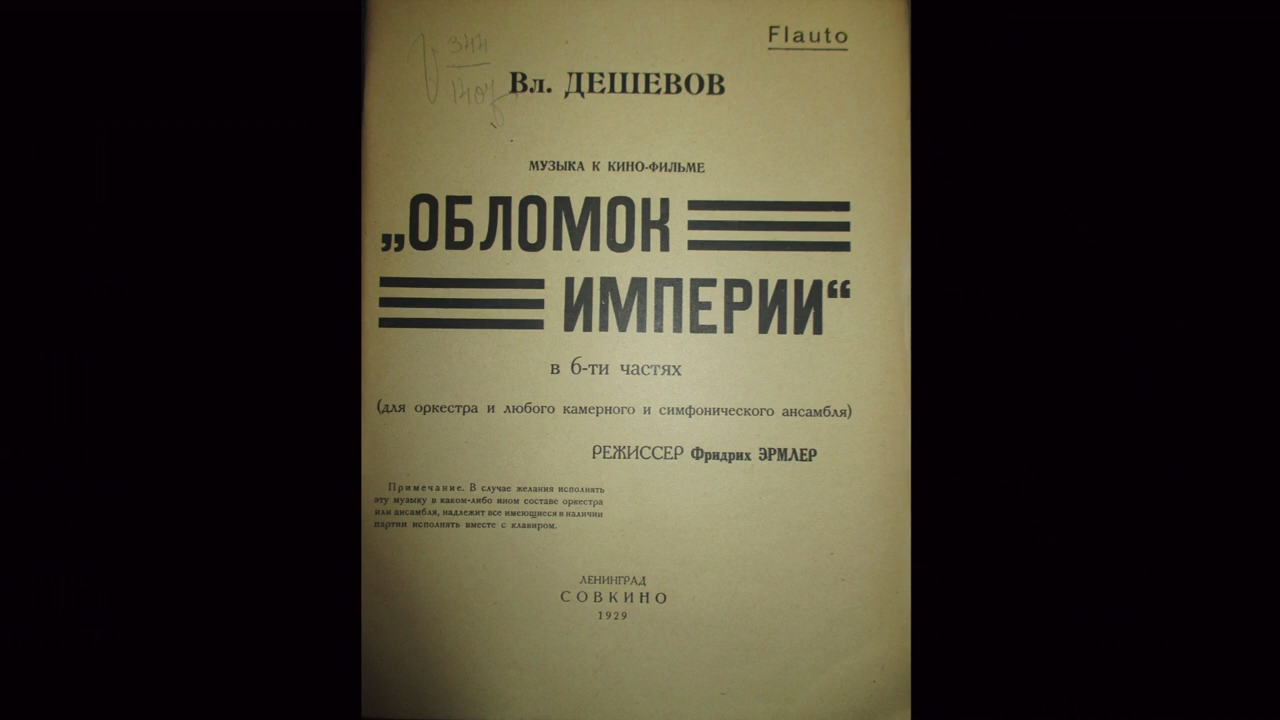 Flauto
344
Вл. ДЕШЕВОВ
МУЗЫКА К КИНО-ФИЛЬМЕ
„ОБЛОМОК
ИМПЕРИИ“
в 6-ти частях
(для оркестра и любого камерного и симфонического ансамбля)
РЕЖИССЕР Фридрих ЭРМЛЕР
Примечание. В случае желания исполнять
эту музыку в каком-либо ином составе оркестра
или ансамбля, надлежит все имеющиеся в наличии
партии исполнять вместе с клавиром.
ЛЕНИНГРАД
СОВКИНО
1929